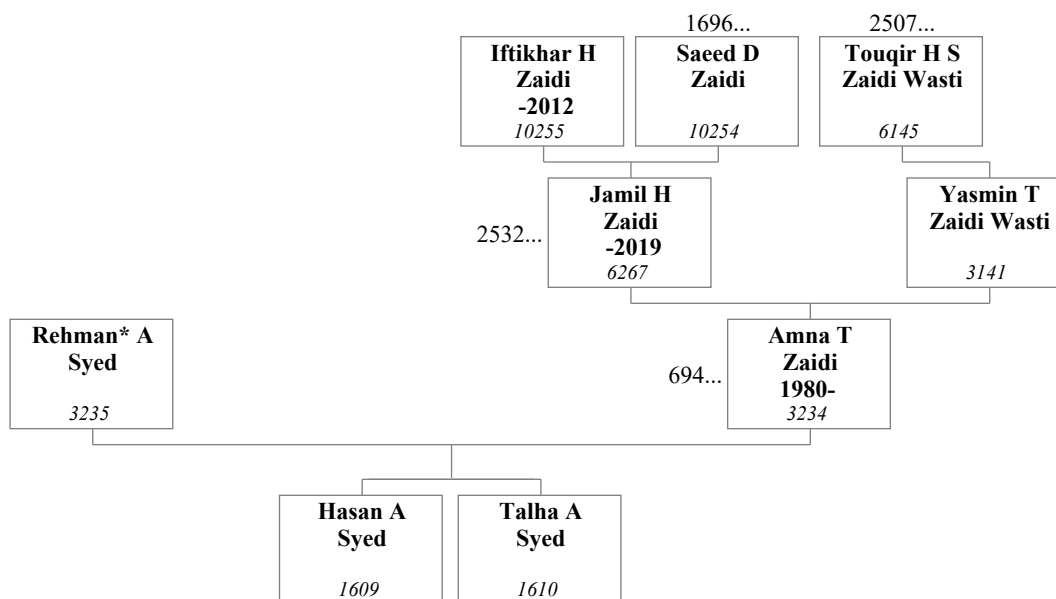 1696...
2507...
Iftikhar H
Zaidi
-2012
10255
Saeed D
Zaidi
10254
Touqir H S
Zaidi Wasti
6145
2532...
Jamil H
Zaidi
-2019
6267
Yasmin T
Zaidi Wasti
3141
Rehman* A
Syed
3235
694...
Amna T
Zaidi
1980-
3234
Hasan A
Syed
1609
Talha A
Syed
1610